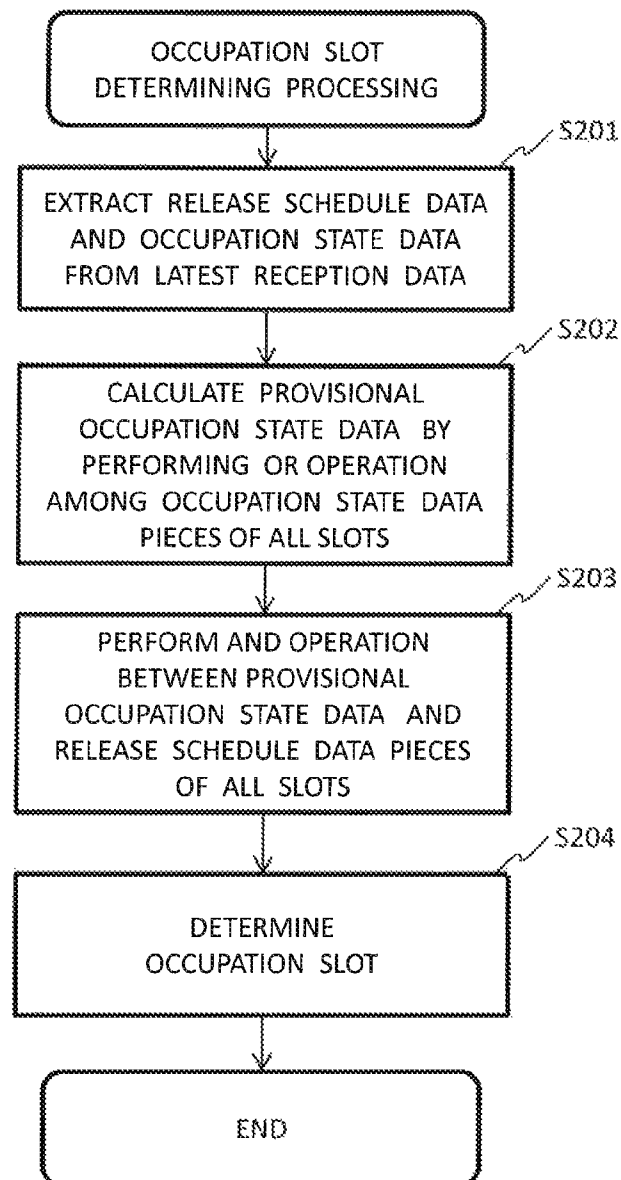 OCCUPATION SLOT
DETERMINING PROCESSING
S201
EXTRACT RELEASE SCHEDULE DATA
AND OCCUPATION STATE DATA
FROM LATEST RECEPTION DATA
S202
CALCULATE PROVISIONAL
OCCUPATION STATE DATA BY
PERFORMING OR OPERATION
AMONG OCCUPATION STATE DATA
PIECES OF ALL SLOTS
S203
PERFORM AND OPERATION
BETWEEN PROVISIONAL
OCCUPATION STATE DATA AND
RELEASE SCHEDULE DATA PIECES
OF ALL SLOTS
S204
DETERMINE
OCCUPATION SLOT
END